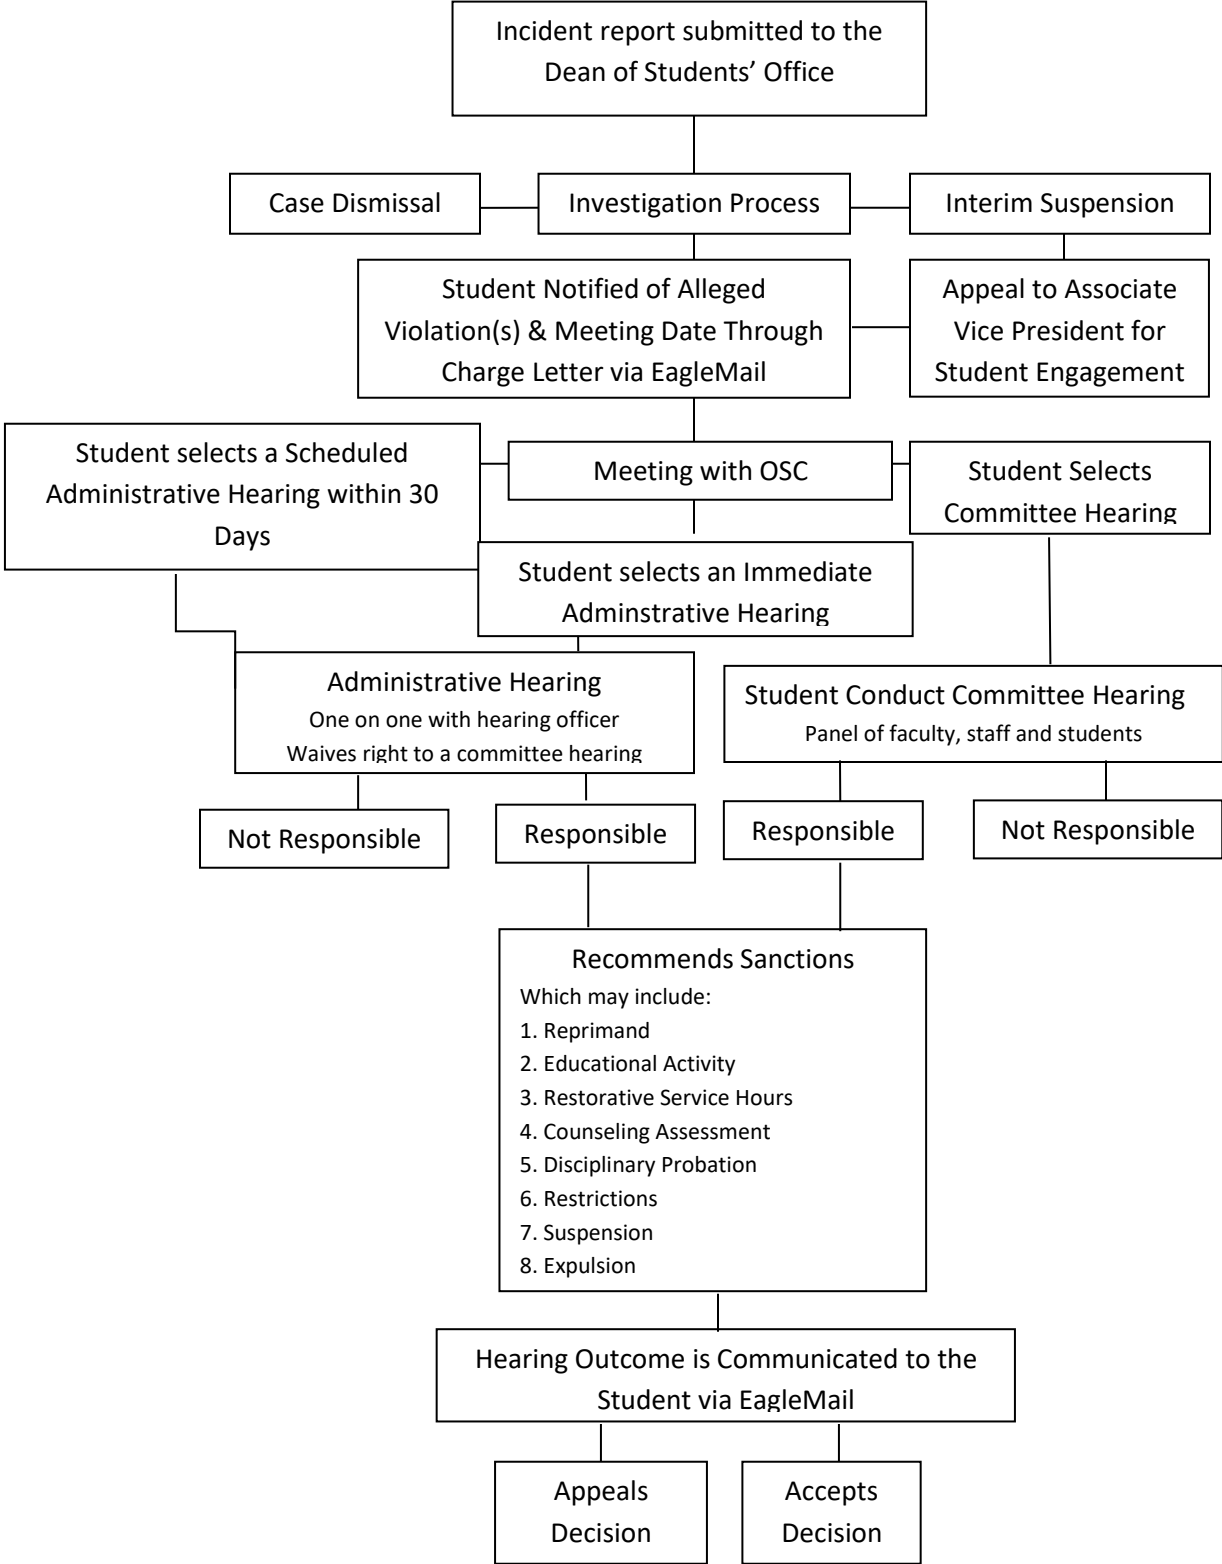 Incident report submitted to the
Dean of Students’ Office
Case Dismissal
Investigation Process
Interim Suspension
Student Notified of Alleged
Violation(s) & Meeting Date Through
Charge Letter via EagleMail
Appeal to Associate
Vice President for
Student Engagement
Student selects a Scheduled
Administrative Hearing within 30
Days
Meeting with OSC
Student Selects
Committee Hearing
Student selects an Immediate
Adminstrative Hearing
Administrative Hearing
One on one with hearing officer
Waives right to a committee hearing
Student Conduct Committee Hearing
Panel of faculty, staff and students
Not Responsible
Responsible
Responsible
Not Responsible
Recommends Sanctions
Which may include:
1. Reprimand
2. Educational Activity
3. Restorative Service Hours
4. Counseling Assessment
5. Disciplinary Probation
6. Restrictions
7. Suspension
8. Expulsion
Hearing Outcome is Communicated to the
Student via EagleMail
Appeals
Decision
Accepts
Decision